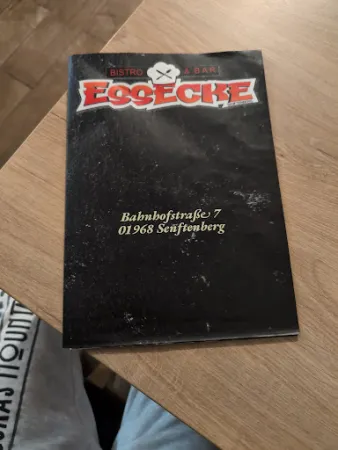 BISTRO & BAR
EssECKE
Bahnhofstraße 7
01968 Senftenberg